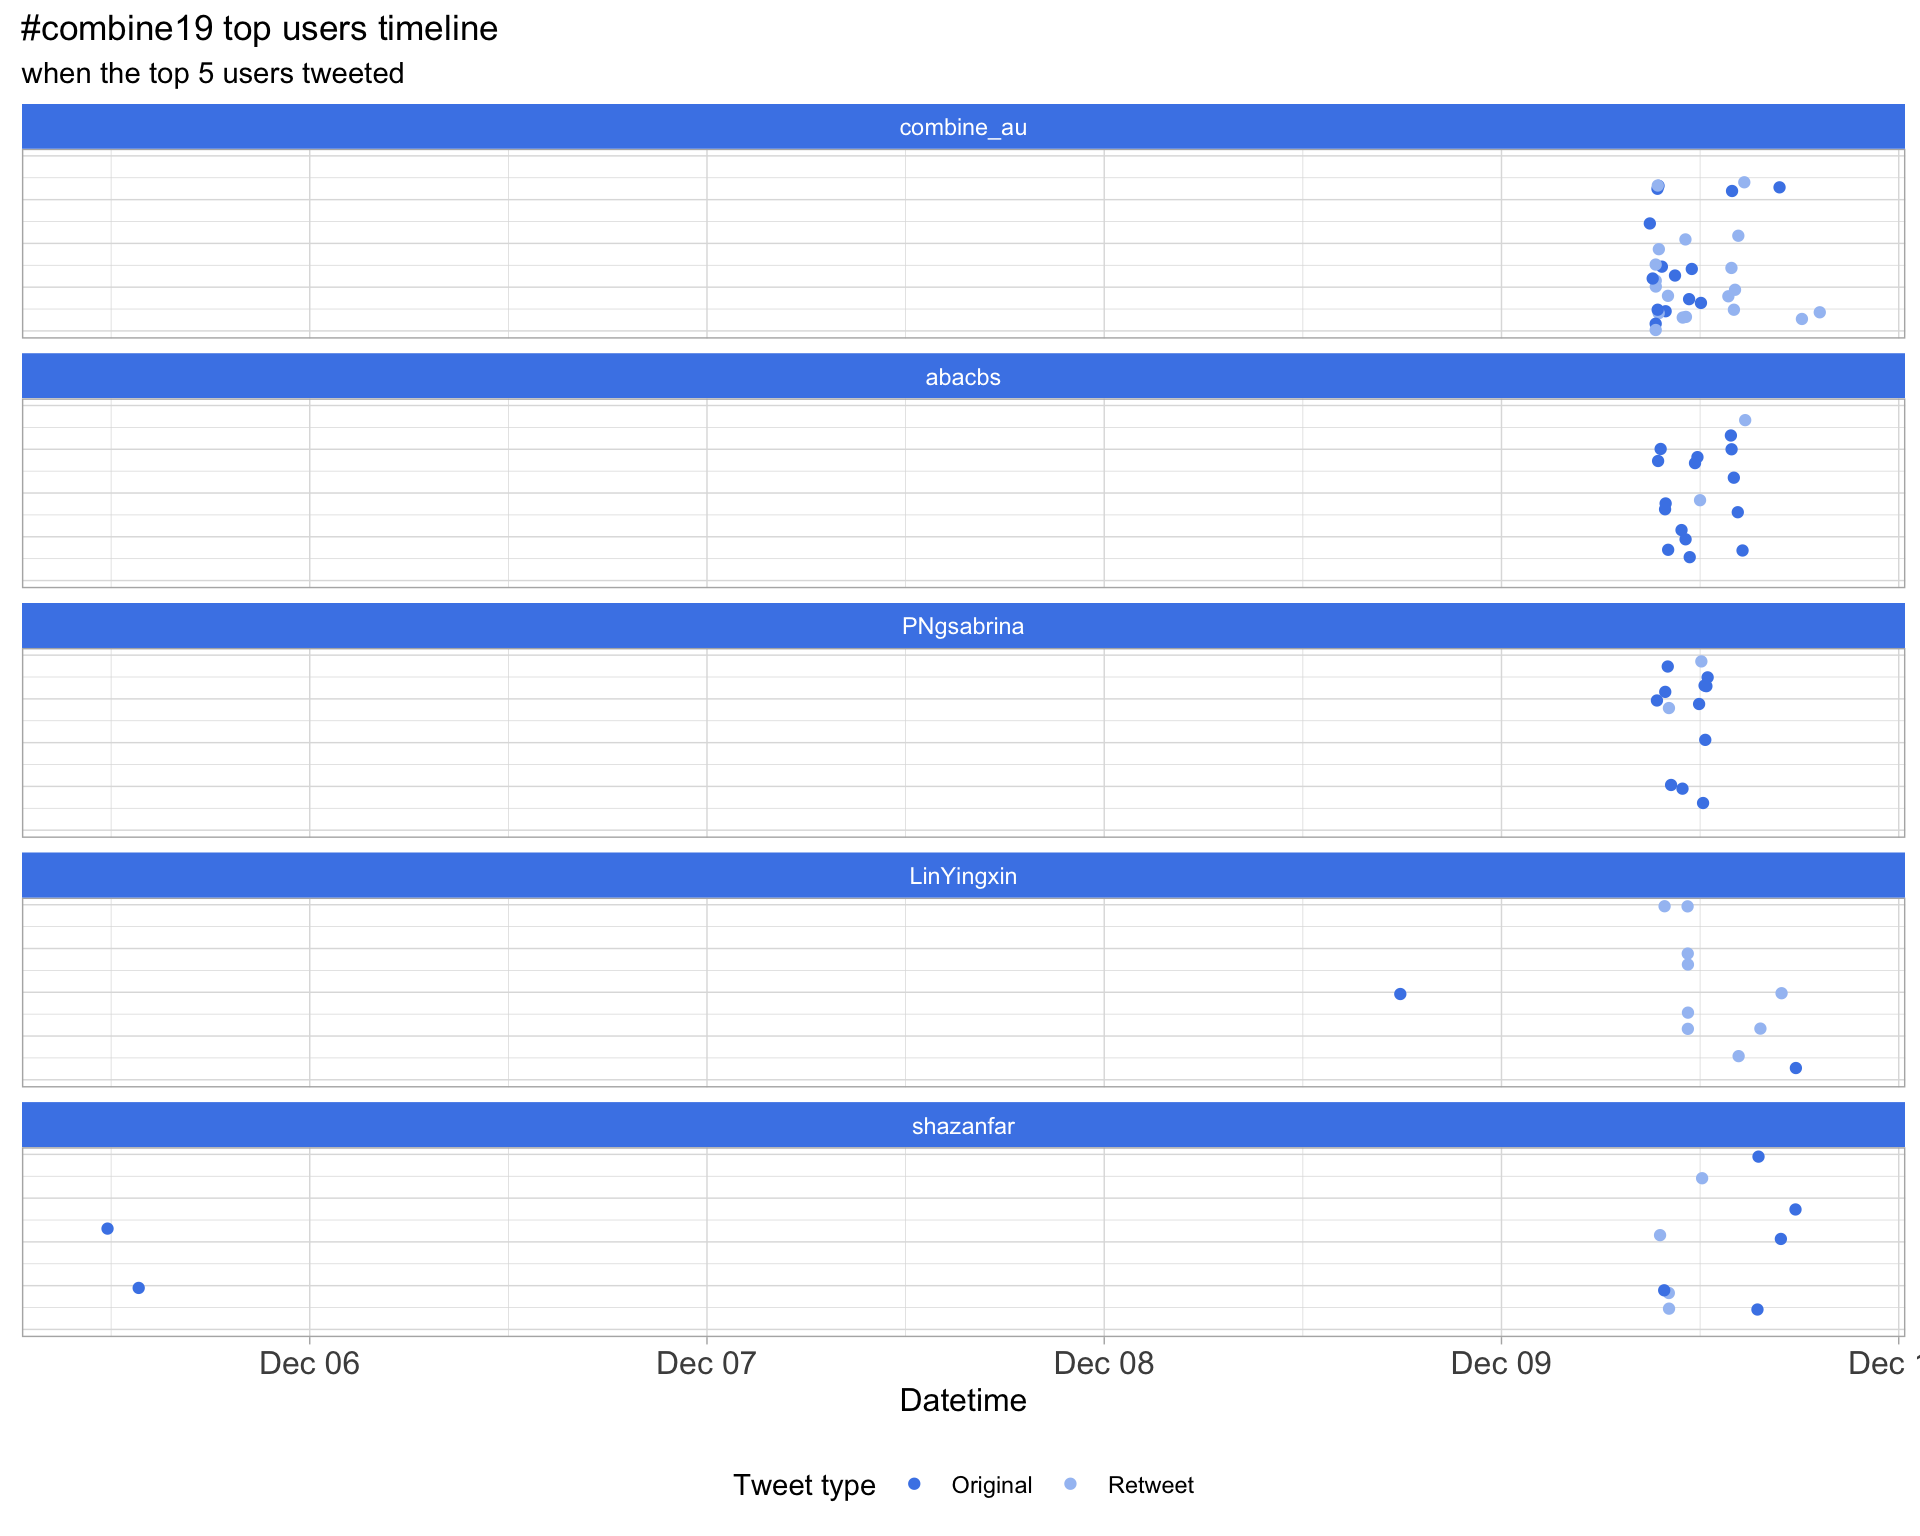 #combine19 top users timeline
when the top 5 users tweeted
combine_au
abacbs
PNgsabrina
LinYingxin
shazanfar
Dec 06 Dec 07 Dec 08 Dec 09 Dec
Datetime
Tweet type Original Retweet